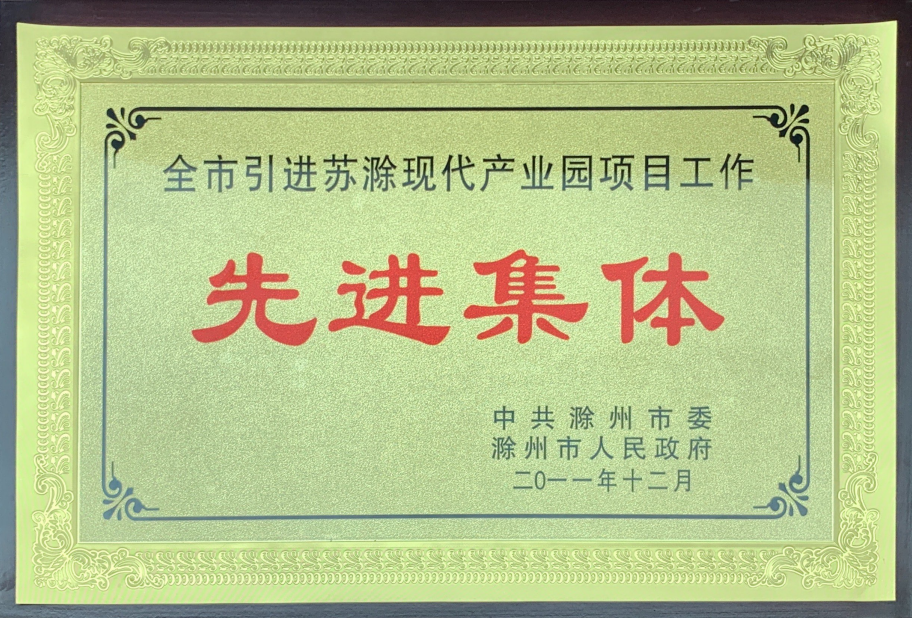 全市引进苏滁现代产业园项目工作
先进集体
中共滁州市委
滁州市人民政府
二0一一年十二月